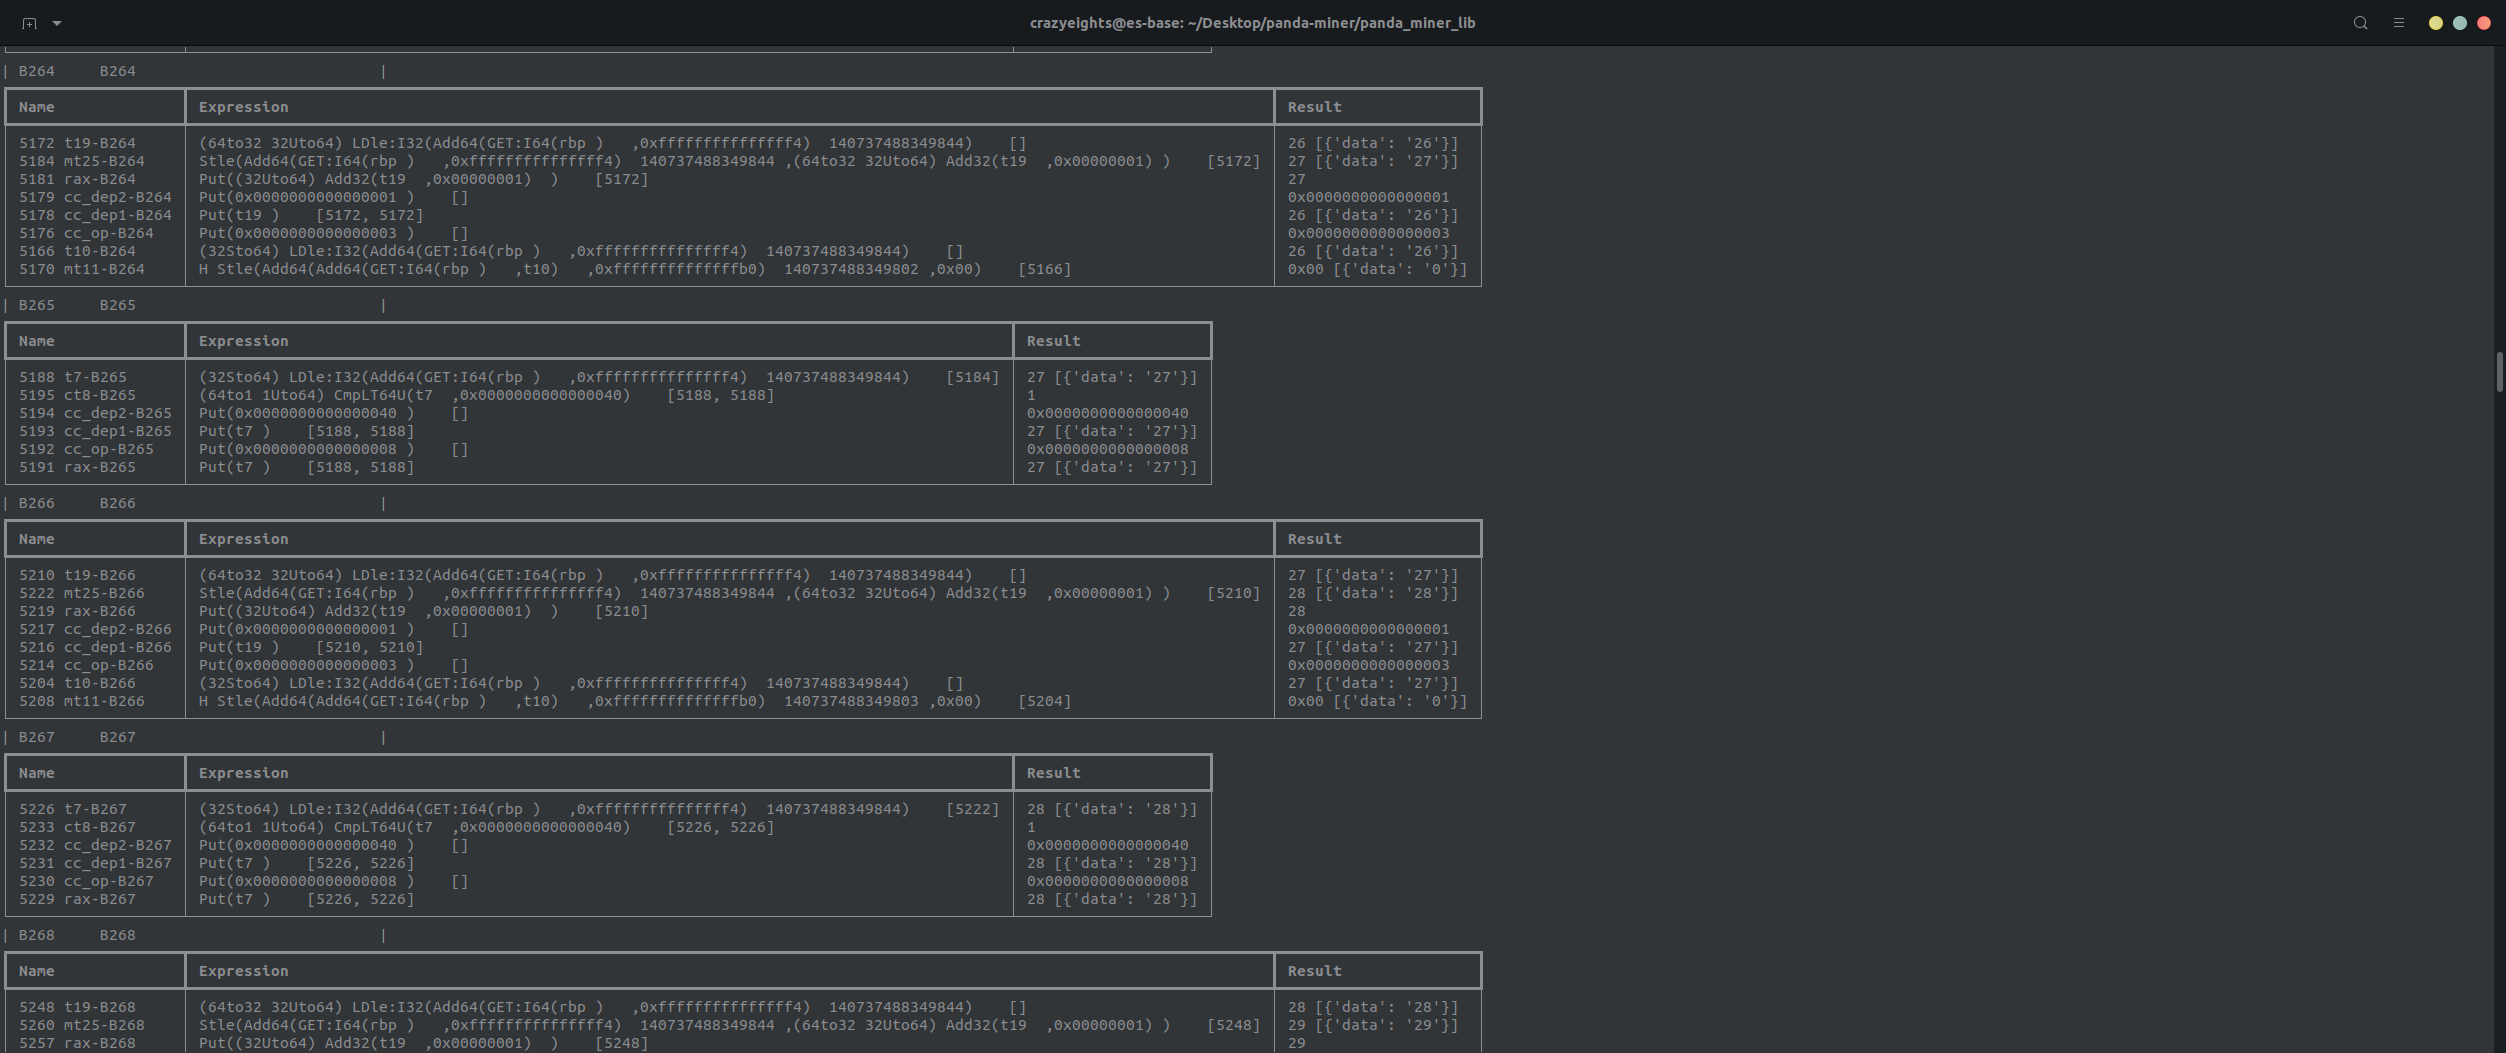 crazyeights@es-base: ~/Desktop/panda-miner/panda_miner_lib
| B264 B264 |
Name Expression Result
5172 t19-B264 (64to32 32Uto64) LDle:I32(Add64(GET:I64(rbp ) ,0xfffffffffffffff4) 140737488349844) [] 26 [{'data': '26'}]
5184 mt25-B264 Stle(Add64(GET:I64(rbp ) ,0xfffffffffffffff4) 140737488349844 ,(64to32 32Uto64) Add32(t19 ,0x00000001) ) [5172] 27 [{'data': '27'}]
5181 rax-B264 Put((32Uto64) Add32(t19 ,0x00000001) ) [5172] 27
5179 cc_dep2-B264 Put(0x0000000000000001 ) [] 0x0000000000000001
5178 cc_dep1-B264 Put(t19 ) [5172, 5172] 26 [{'data': '26'}]
5176 cc_op-B264 Put(0x0000000000000003 ) [] 0x0000000000000003
5166 t10-B264 (32Sto64) LDle:I32(Add64(GET:I64(rbp ) ,0xfffffffffffffff4) 140737488349844) [] 26 [{'data': '26'}]
5170 mt11-B264 H Stle(Add64(Add64(GET:I64(rbp ) ,t10) ,0xffffffffffffffb0) 140737488349802 ,0x00) [5166] 0x00 [{'data': '0'}]
| B265 B265 |
Name Expression Result
5188 t7-B265 (32Sto64) LDle:I32(Add64(GET:I64(rbp ) ,0xfffffffffffffff4) 140737488349844) [5184] 27 [{'data': '27'}]
5195 ct8-B265 (64to1 1Uto64) CmpLT64U(t7 ,0x0000000000000040) [5188, 5188] 1
5194 cc_dep2-B265 Put(0x0000000000000040 ) [] 0x0000000000000040
5193 cc_dep1-B265 Put(t7 ) [5188, 5188] 27 [{'data': '27'}]
5192 cc_op-B265 Put(0x0000000000000008 ) [] 0x0000000000000008
5191 rax-B265 Put(t7 ) [5188, 5188] 27 [{'data': '27'}]
| B266 B266 |
Name Expression Result
5210 t19-B266 (64to32 32Uto64) LDle:I32(Add64(GET:I64(rbp ) ,0xfffffffffffffff4) 140737488349844) [] 27 [{'data': '27'}]
5222 mt25-B266 Stle(Add64(GET:I64(rbp ) ,0xfffffffffffffff4) 140737488349844 ,(64to32 32Uto64) Add32(t19 ,0x00000001) ) [5210] 28 [{'data': '28'}]
5219 rax-B266 Put((32Uto64) Add32(t19 ,0x00000001) ) [5210] 28
5217 cc_dep2-B266 Put(0x0000000000000001 ) [] 0x0000000000000001
5216 cc_dep1-B266 Put(t19 ) [5210, 5210] 27 [{'data': '27'}]
5214 cc_op-B266 Put(0x0000000000000003 ) [] 0x0000000000000003
5204 t10-B266 (32Sto64) LDle:I32(Add64(GET:I64(rbp ) ,0xfffffffffffffff4) 140737488349844) [] 27 [{'data': '27'}]
5208 mt11-B266 H Stle(Add64(Add64(GET:I64(rbp ) ,t10) ,0xffffffffffffffb0) 140737488349803 ,0x00) [5204] 0x00 [{'data': '0'}]
| B267 B267 |
Name Expression Result
5226 t7-B267 (32Sto64) LDle:I32(Add64(GET:I64(rbp ) ,0xfffffffffffffff4) 140737488349844) [5222] 28 [{'data': '28'}]
5233 ct8-B267 (64to1 1Uto64) CmpLT64U(t7 ,0x0000000000000040) [5226, 5226] 1
5232 cc_dep2-B267 Put(0x0000000000000040 ) [] 0x0000000000000040
5231 cc_dep1-B267 Put(t7 ) [5226, 5226] 28 [{'data': '28'}]
5230 cc_op-B267 Put(0x0000000000000008 ) [] 0x0000000000000008
5229 rax-B267 Put(t7 ) [5226, 5226] 28 [{'data': '28'}]
| B268 B268 |
Name Expression Result
5248 t19-B268 (64to32 32Uto64) LDle:I32(Add64(GET:I64(rbp ) ,0xfffffffffffffff4) 140737488349844) [] 28 [{'data': '28'}]
5260 mt25-B268 Stle(Add64(GET:I64(rbp ) ,0xfffffffffffffff4) 140737488349844 ,(64to32 32Uto64) Add32(t19 ,0x00000001) ) [5248] 29 [{'data': '29'}]
5257 rax-B268 Put((32Uto64) Add32(t19 ,0x00000001) ) [5248] 29